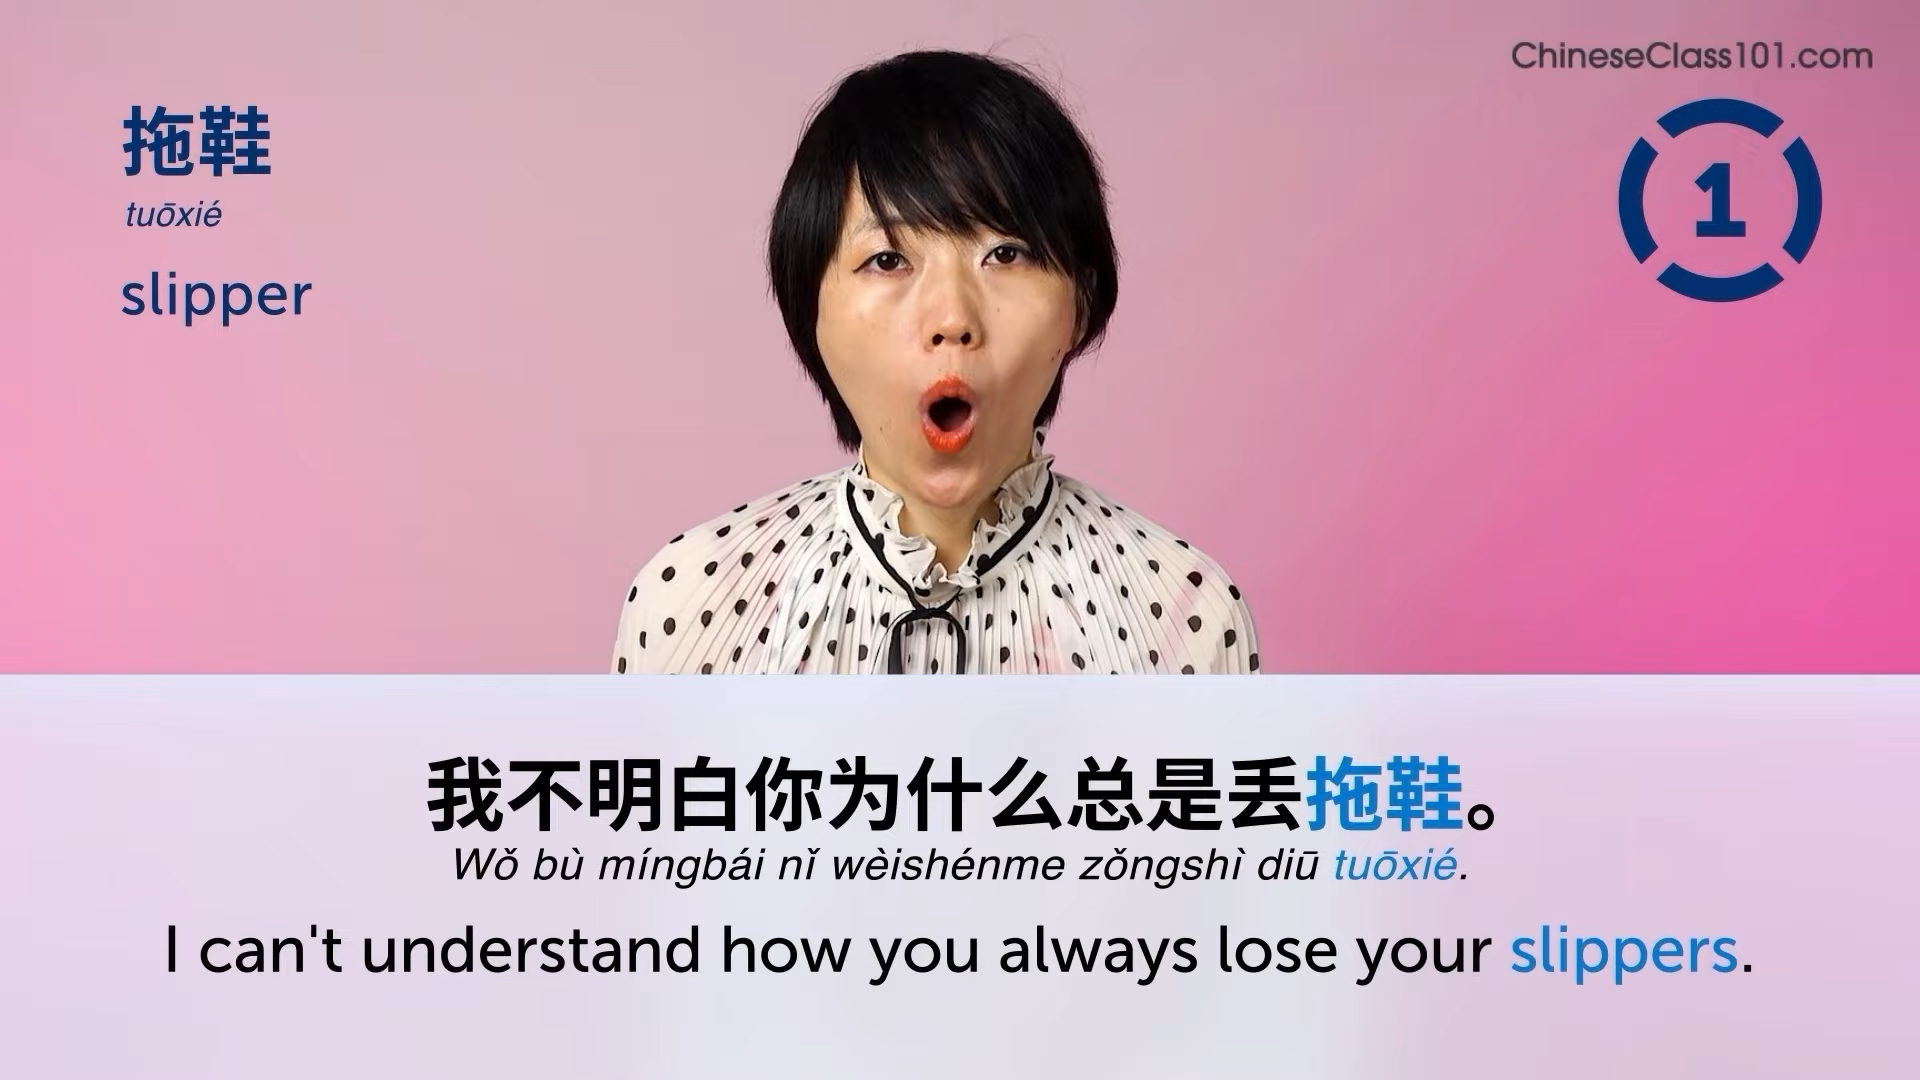 ChineseClass101.com
拖鞋
tuōxié
slipper
1
我不明白你为什么总是丢拖鞋。
Wǒ bù míngbái nǐ wèishénme zǒngshì diū tuōxié.
I can't understand how you always lose your slippers.